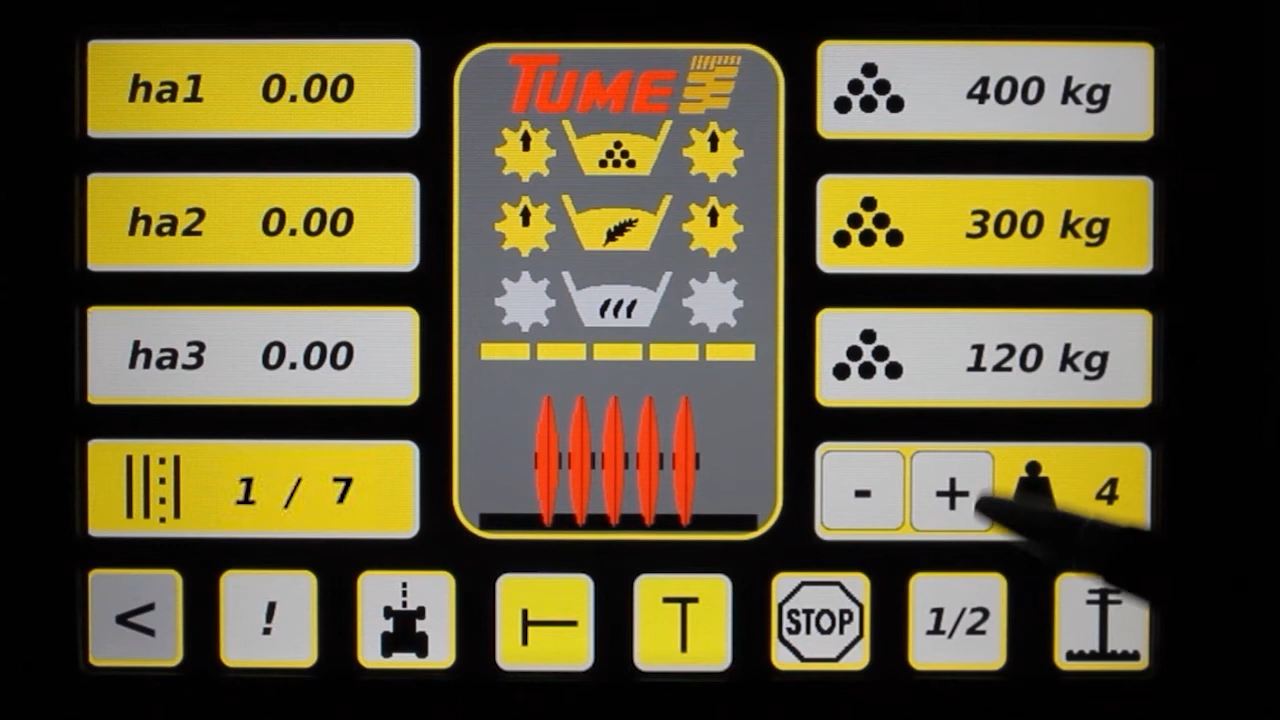 ha1 0.00
ha2 0.00
ha3 0.00
1 / 7
TUME
400 kg
300 kg
120 kg
- + 4
< ! STOP 1/2